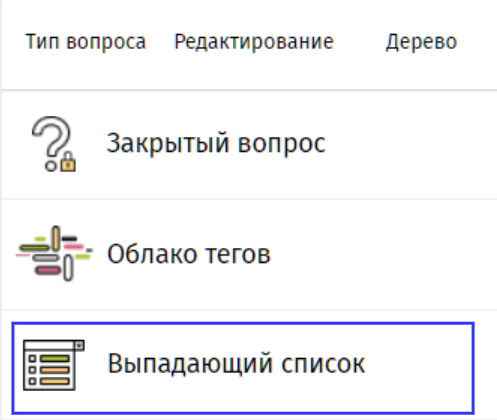 Тип вопроса Редактирование Дерево
Закрытый вопрос
Облако тегов
Выпадающий список